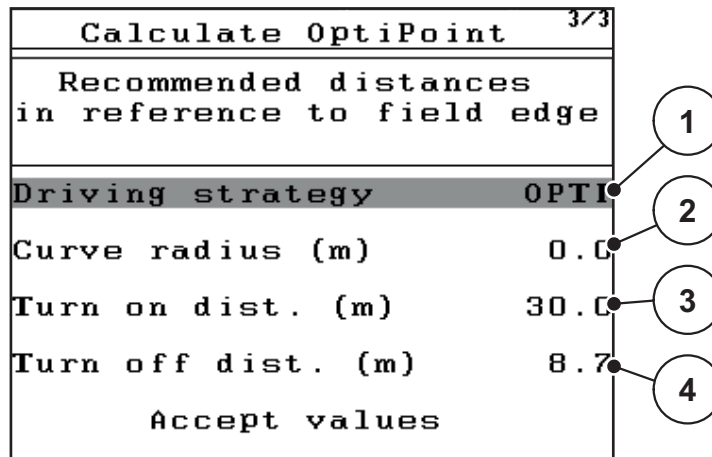 Calculate OptiPoint 3/3
Recommended distances
in reference to field edge
Driving strategy OPTI
Curve radius (m) 0.0
Turn on dist. (m) 30.0
Turn off dist. (m) 8.7
Accept values
1
2
3
4